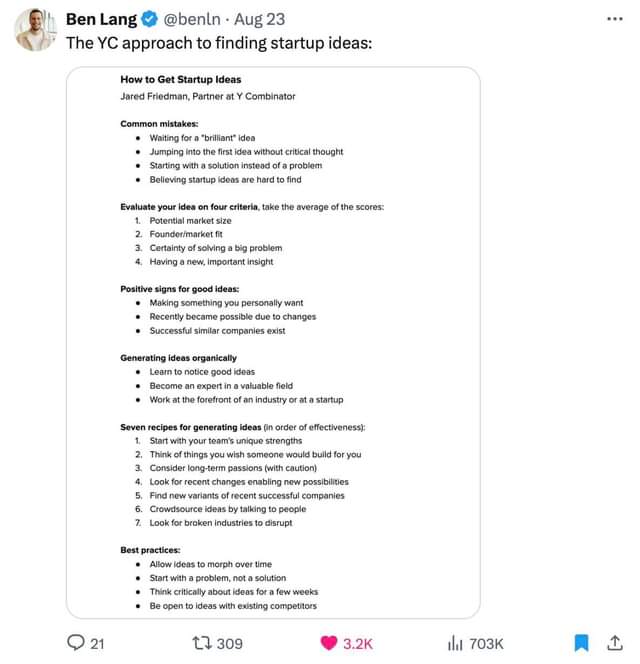 Ben Lang @benln · Aug 23
The YC approach to finding startup ideas:
How to Get Startup Ideas
Jared Friedman, Partner at Y Combinator
Common mistakes:
• Waiting for a "brilliant" idea
• Jumping into the first idea without critical thought
• Starting with a solution instead of a problem
• Believing startup ideas are hard to find
Evaluate your idea on four criteria, take the average of the scores:
1. Potential market size
2. Founder/market fit
3. Certainty of solving a big problem
4. Having a new, important insight
Positive signs for good ideas:
• Making something you personally want
• Recently became possible due to changes
• Successful similar companies exist
Generating ideas organically
• Learn to notice good ideas
• Become an expert in a valuable field
• Work at the forefront of an industry or at a startup
Seven recipes for generating ideas (in order of effectiveness):
1. Start with your team's unique strengths
2. Think of things you wish someone would build for you
3. Consider long-term passions (with caution)
4. Look for recent changes enabling new possibilities
5. Find new variants of recent successful companies
6. Crowdsource ideas by talking to people
7. Look for broken industries to disrupt
Best practices:
• Allow ideas to morph over time
• Start with a problem, not a solution
• Think critically about ideas for a few weeks
• Be open to ideas with existing competitors
21 309 3.2K 703K